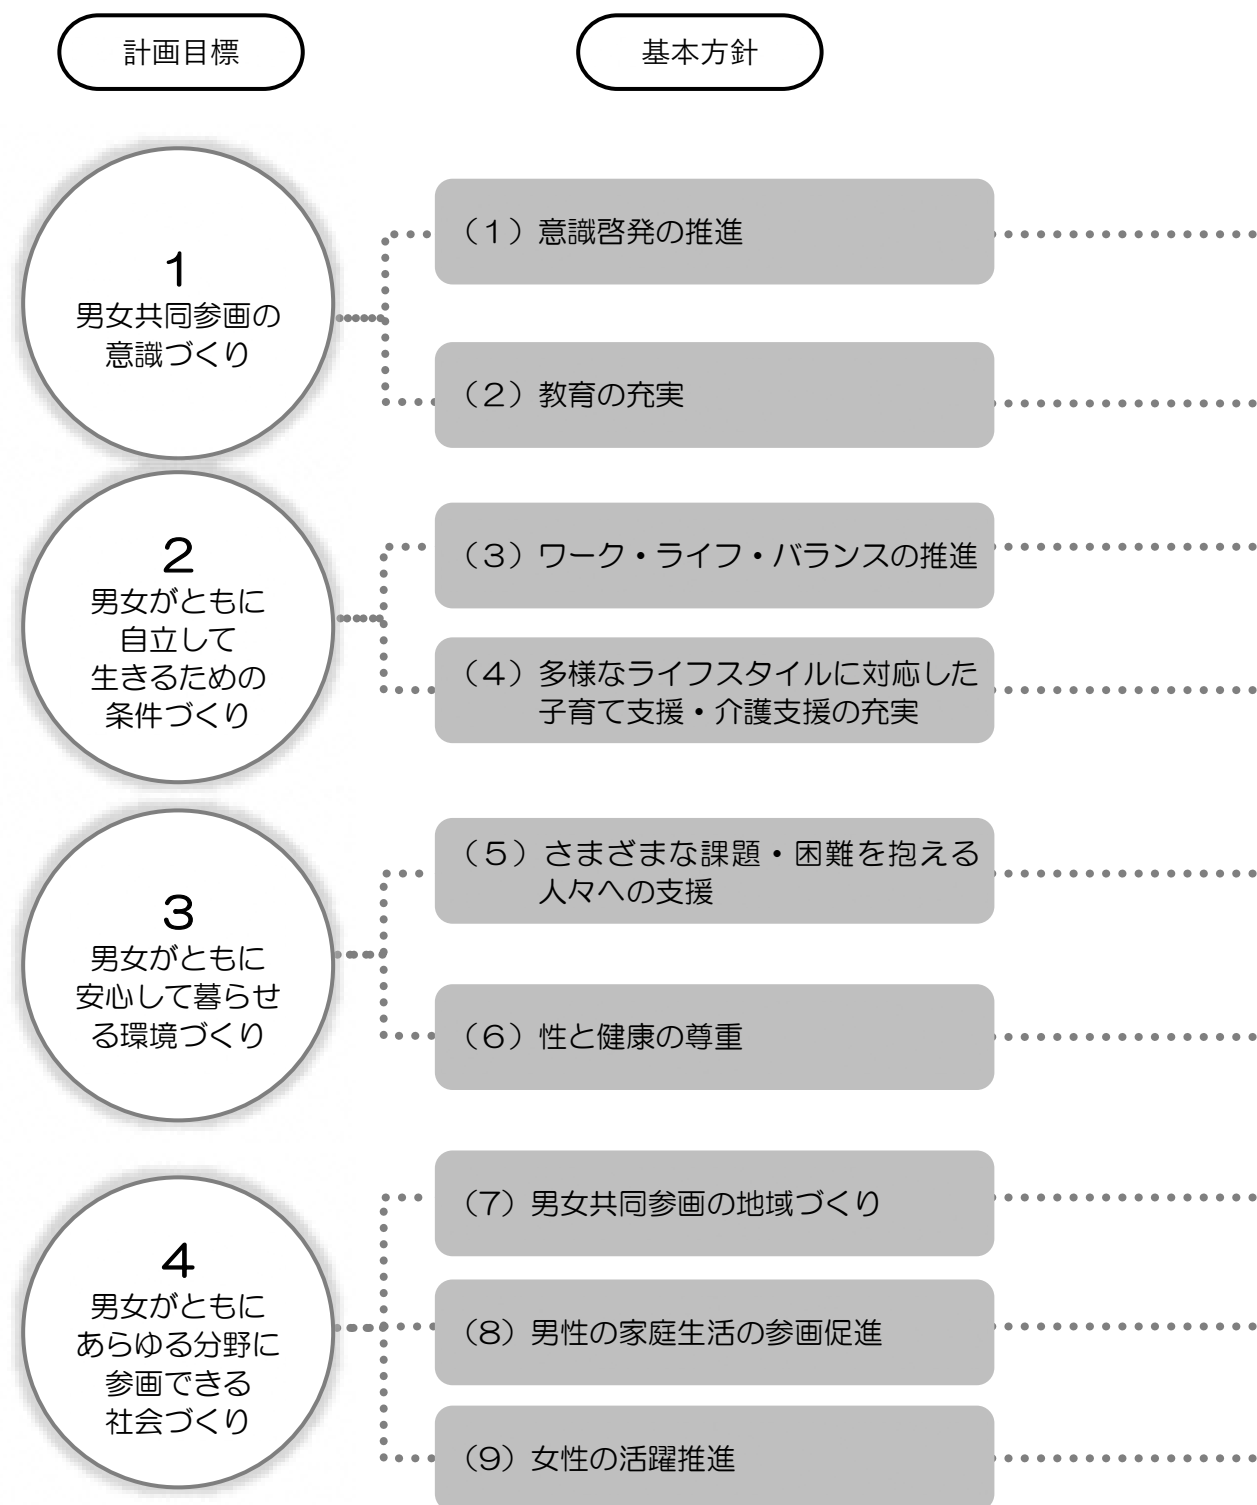 計画目標
基本方針
1
男女共同参画の
意識づくり
（１）意識啓発の推進
（２）教育の充実
2
男女がともに
自立して
生きるための
条件づくり
（３）ワーク・ライフ・バランスの推進
（４）多様なライフスタイルに対応した
子育て支援・介護支援の充実
3
男女がともに
安心して暮らせ
る環境づくり
（５）さまざまな課題・困難を抱える
人々への支援
（６）性と健康の尊重
4
男女がともに
あらゆる分野に
参画できる
社会づくり
（７）男女共同参画の地域づくり
（８）男性の家庭生活の参画促進
（９）女性の活躍推進